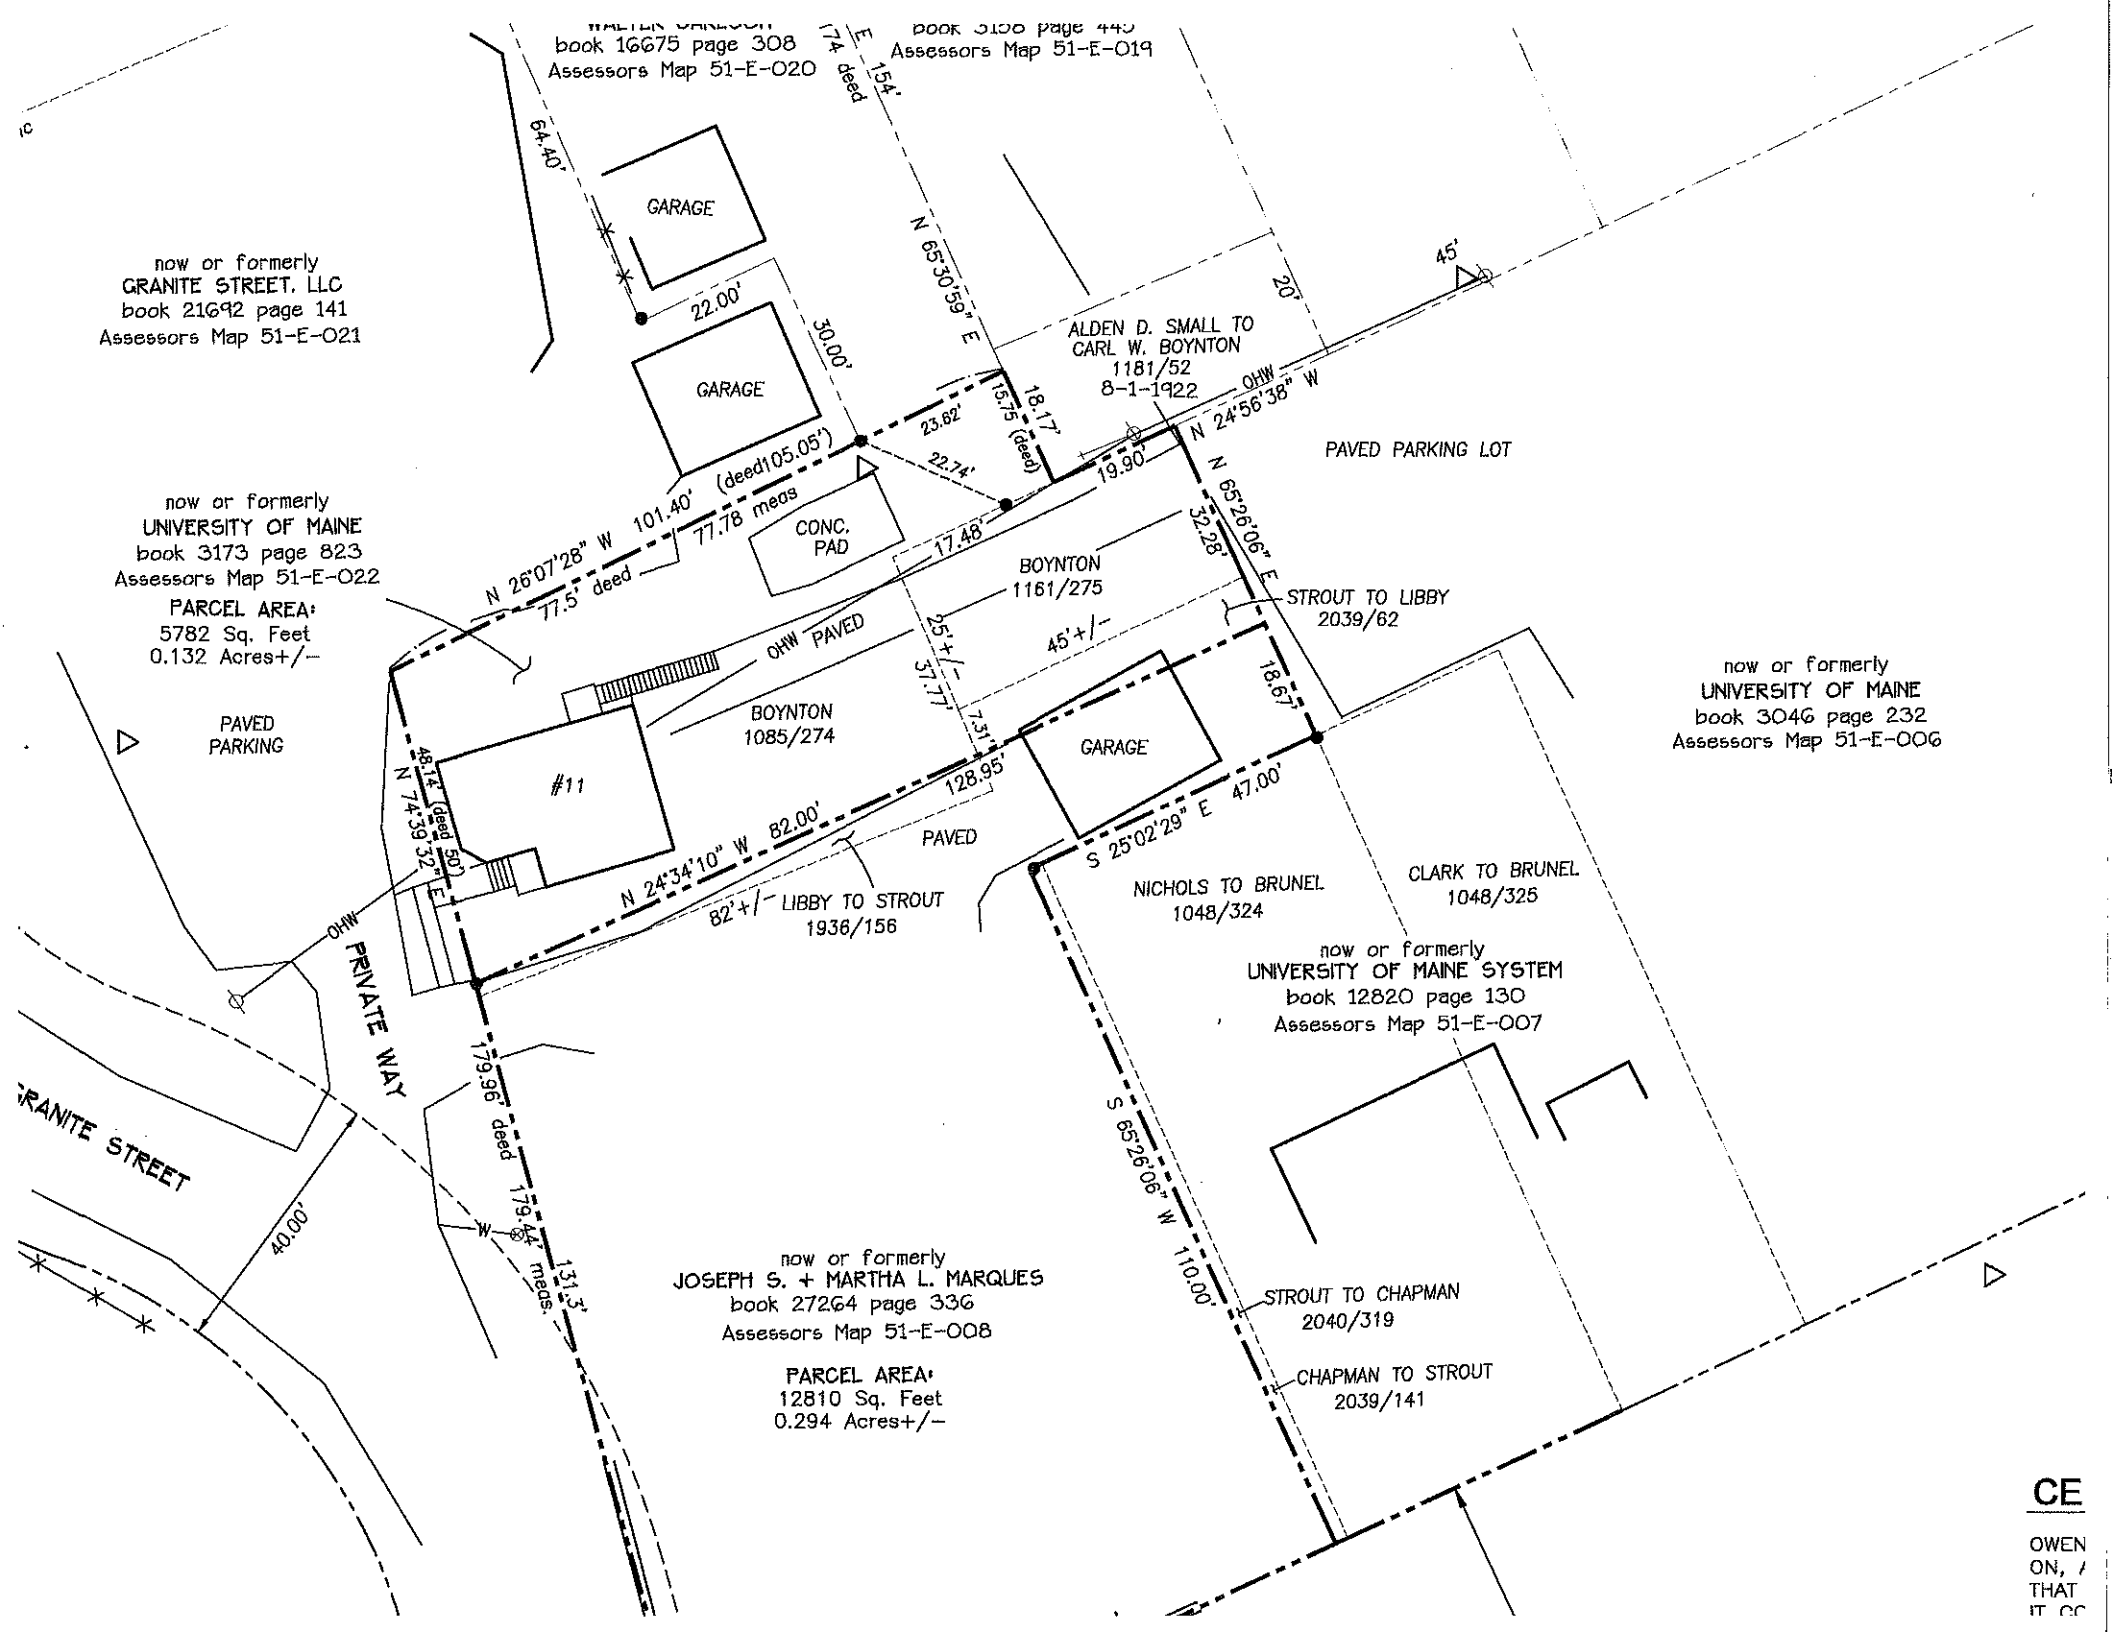 book 16675 page 308
Assessors Map 51-E-020
book 3158 page 445
Assessors Map 51-E-019
74 deed
E
154'
64.40'
GARAGE
N 65°30'59" E
45'
20'
now or formerly
GRANITE STREET, LLC
book 21692 page 141
Assessors Map 51-E-021
22.00'
30.00'
GARAGE
ALDEN D. SMALL TO
CARL W. BOYNTON
1181/52
8-1-1922
OHW
N 24°56'38" W
18.17'
15.75 (deed)
23.62'
22.74'
19.90'
PAVED PARKING LOT
now or formerly
UNIVERSITY OF MAINE
book 3173 page 823
Assessors Map 51-E-022
PARCEL AREA:
5782 Sq. Feet
0.132 Acres+/-
N 26°07'28" W 101.40' (deed105.05')
77.5' deed
77.78 meas
CONC.
PAD
17.48'
N 65°26'06" E
32.28'
BOYNTON
1161/275
STROUT TO LIBBY
2039/62
OHW
PAVED
25'+/-
37.77'
45'+/-
18.67'
7.31'
now or formerly
UNIVERSITY OF MAINE
book 3046 page 232
Assessors Map 51-E-006
PAVED
PARKING
BOYNTON
1085/274
GARAGE
#11
48.14' (deed 50')
N 74°39'32" E
128.95'
47.00'
S 25°02'29" E
N 24°34'10" W 82.00'
PAVED
82'+/-
LIBBY TO STROUT
1936/156
NICHOLS TO BRUNEL
1048/324
CLARK TO BRUNEL
1048/325
OHW
PRIVATE WAY
now or formerly
UNIVERSITY OF MAINE SYSTEM
book 12820 page 130
Assessors Map 51-E-007
GRANITE STREET
40.00'
179.96' deed
179.44' meas.
131.3'
W
S 65°26'06" W 110.00'
now or formerly
JOSEPH S. + MARTHA L. MARQUES
book 27264 page 336
Assessors Map 51-E-008
PARCEL AREA:
12810 Sq. Feet
0.294 Acres+/-
STROUT TO CHAPMAN
2040/319
CHAPMAN TO STROUT
2039/141
CE
OWEN
ON,
THAT